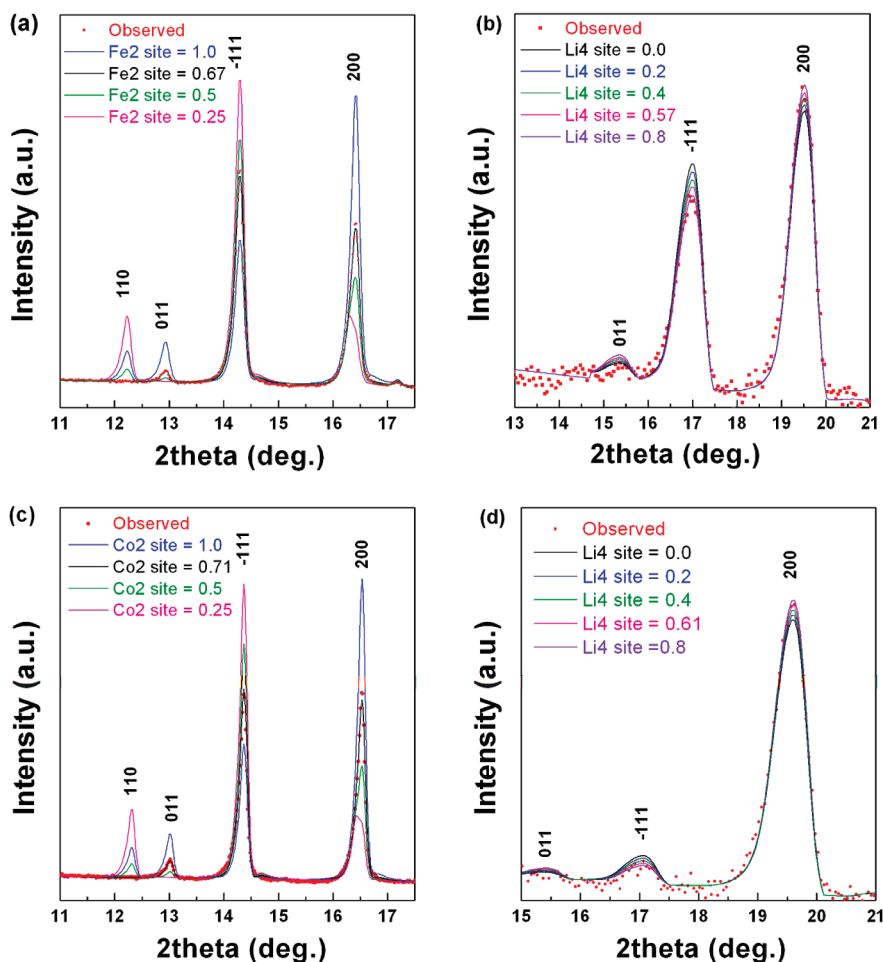 (a)
Observed
Fe2 site = 1.0
Fe2 site = 0.67
Fe2 site = 0.5
Fe2 site = 0.25
110
011
-111
200
Intensity (a.u.)
11 12 13 14 15 16 17
2theta (deg.)
(b)
Observed
Li4 site = 0.0
Li4 site = 0.2
Li4 site = 0.4
Li4 site = 0.57
Li4 site = 0.8
011
-111
200
Intensity (a.u.)
13 14 15 16 17 18 19 20 21
2theta (deg.)
(c)
Observed
Co2 site = 1.0
Co2 site = 0.71
Co2 site = 0.5
Co2 site = 0.25
110
011
-111
200
Intensity (a.u.)
11 12 13 14 15 16 17
2theta (deg.)
(d)
Observed
Li4 site = 0.0
Li4 site = 0.2
Li4 site = 0.4
Li4 site = 0.61
Li4 site =0.8
011
-111
200
Intensity (a.u.)
15 16 17 18 19 20 21
2theta (deg.)